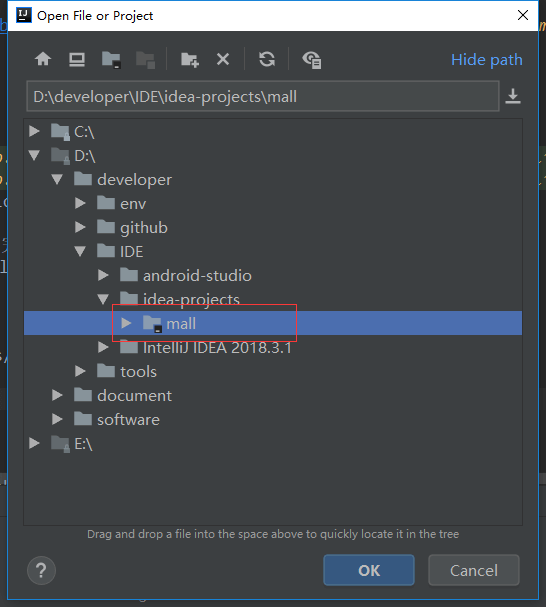 Open File or Project
Hide path
D:\developer\IDE\idea-projects\mall
C:\
D:\
developer
env
github
IDE
android-studio
idea-projects
mall
IntelliJ IDEA 2018.3.1
tools
document
software
E:\
Drag and drop a file into the space above to quickly locate it in the tree
?
OK
Cancel